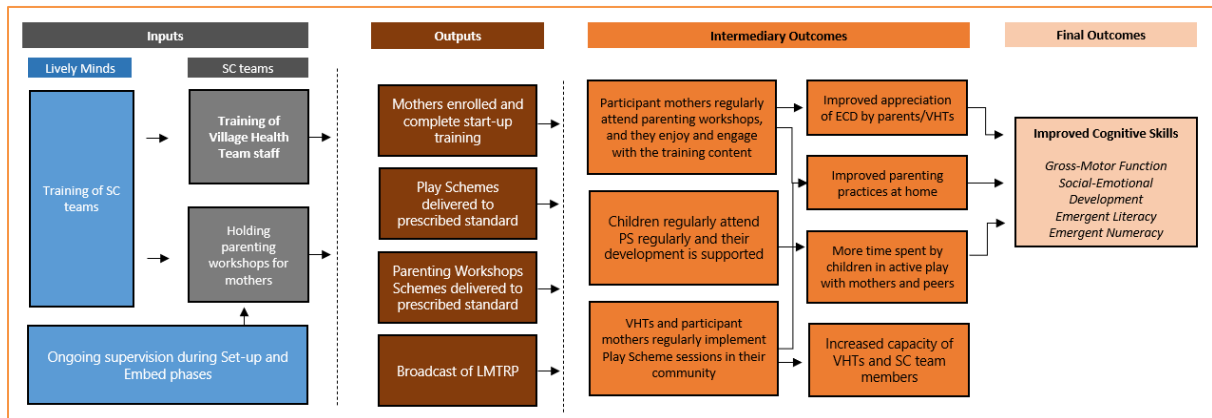 Inputs
Outputs
Intermediary Outcomes
Final Outcomes
Lively Minds
SC teams
Training of SC
teams
Training of
Village Health
Team staff
Holding
parenting
workshops for
mothers
Ongoing supervision during Set-up and
Embed phases
Mothers enrolled and
complete start-up
training
Play Schemes
delivered to
prescribed standard
Parenting Workshops
Schemes delivered to
prescribed standard
Broadcast of LMTRP
Participant mothers regularly
attend parenting workshops,
and they enjoy and engage
with the training content
Children regularly attend
PS regularly and their
development is supported
VHTs and participant
mothers regularly implement
Play Scheme sessions in their
community
Improved appreciation
of ECD by parents/VHTs
Improved parenting
practices at home
More time spent by
children in active play
with mothers and peers
Increased capacity of
VHTs and SC team
members
Improved Cognitive Skills
Gross-Motor Function
Social-Emotional
Development
Emergent Literacy
Emergent Numeracy